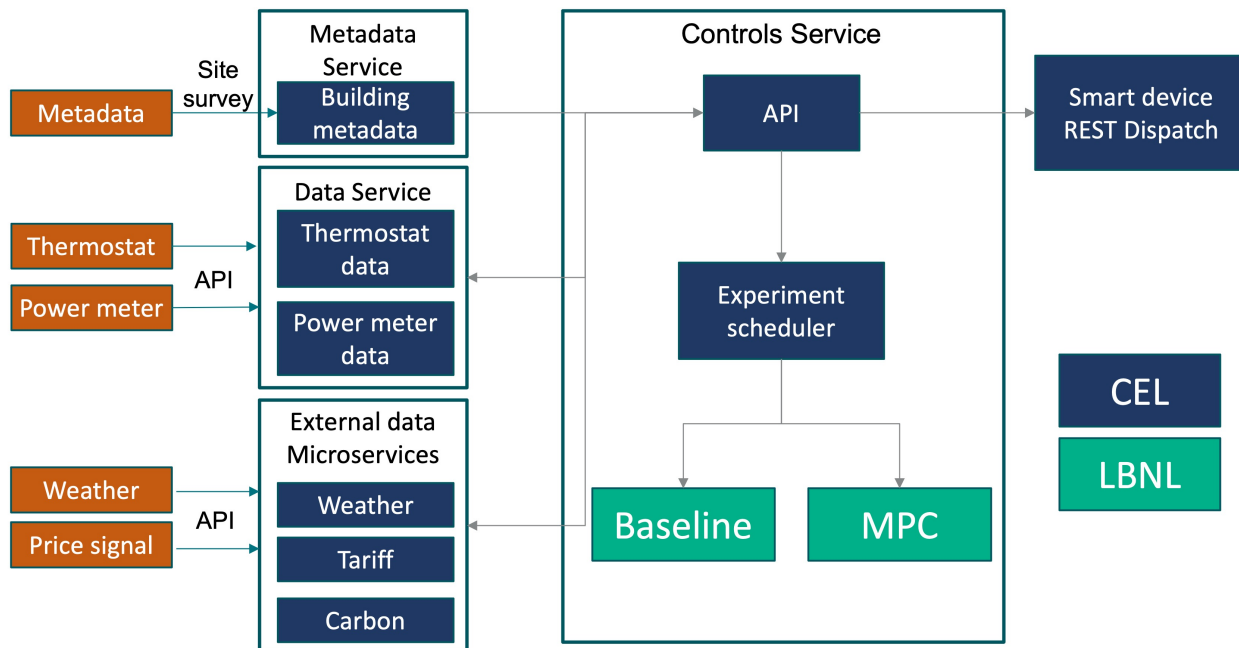 Metadata
Site
survey
Metadata
Service
Building
metadata
Thermostat
API
Power meter
Data Service
Thermostat
data
Power meter
data
Weather
API
Price signal
External data
Microservices
Weather
Tariff
Carbon
Controls Service
API
Experiment
scheduler
Baseline
MPC
Smart device
REST Dispatch
CEL
LBNL